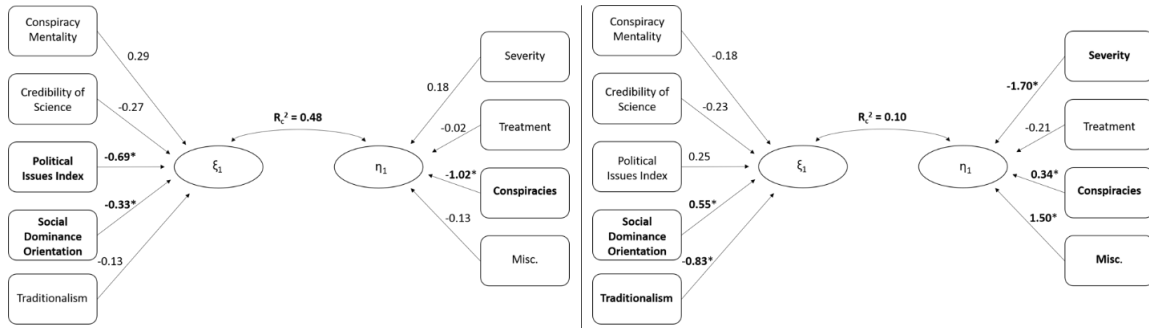 Conspiracy
Mentality
0.29
Credibility of
Science
-0.27
Political
Issues Index
-0.69*
Social
Dominance
Orientation
-0.33*
Traditionalism
-0.13
ξ1
Rc² = 0.48
η1
Severity
0.18
Treatment
-0.02
Conspiracies
-1.02*
Misc.
-0.13
Conspiracy
Mentality
-0.18
Credibility of
Science
-0.23
Political
Issues Index
0.25
Social
Dominance
Orientation
0.55*
Traditionalism
-0.83*
ξ1
Rc² = 0.10
η1
Severity
-1.70*
Treatment
-0.21
Conspiracies
0.34*
Misc.
1.50*